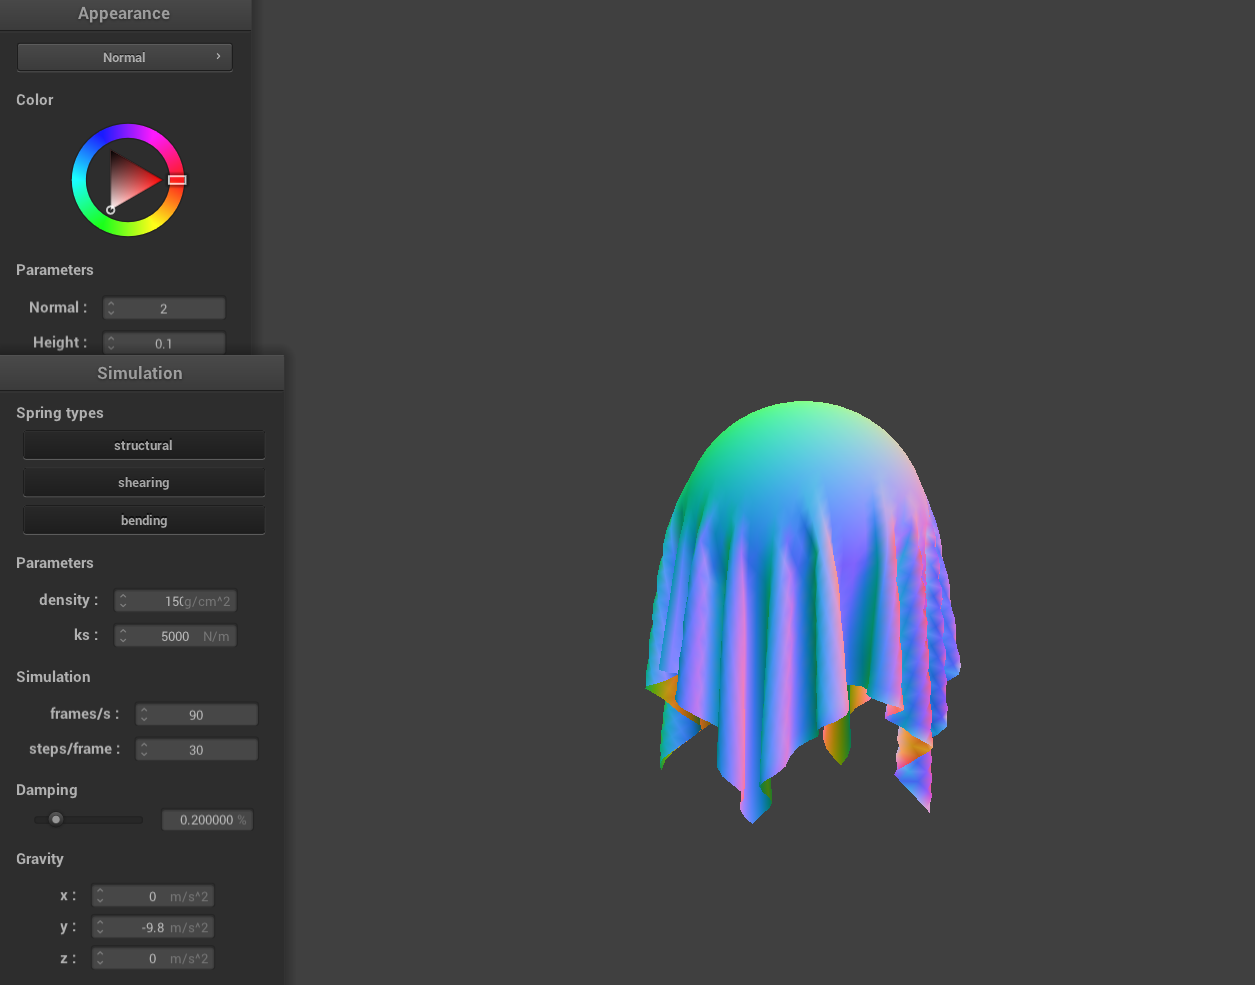 Appearance
Normal
Color
Parameters
Normal : 2
Height : 0.1
Simulation
Spring types
structural
shearing
bending
Parameters
density : 150 g/cm^2
ks : 5000 N/m
Simulation
frames/s : 90
steps/frame : 30
Damping
0.200000 %
Gravity
x : 0 m/s^2
y : -9.8 m/s^2
z : 0 m/s^2